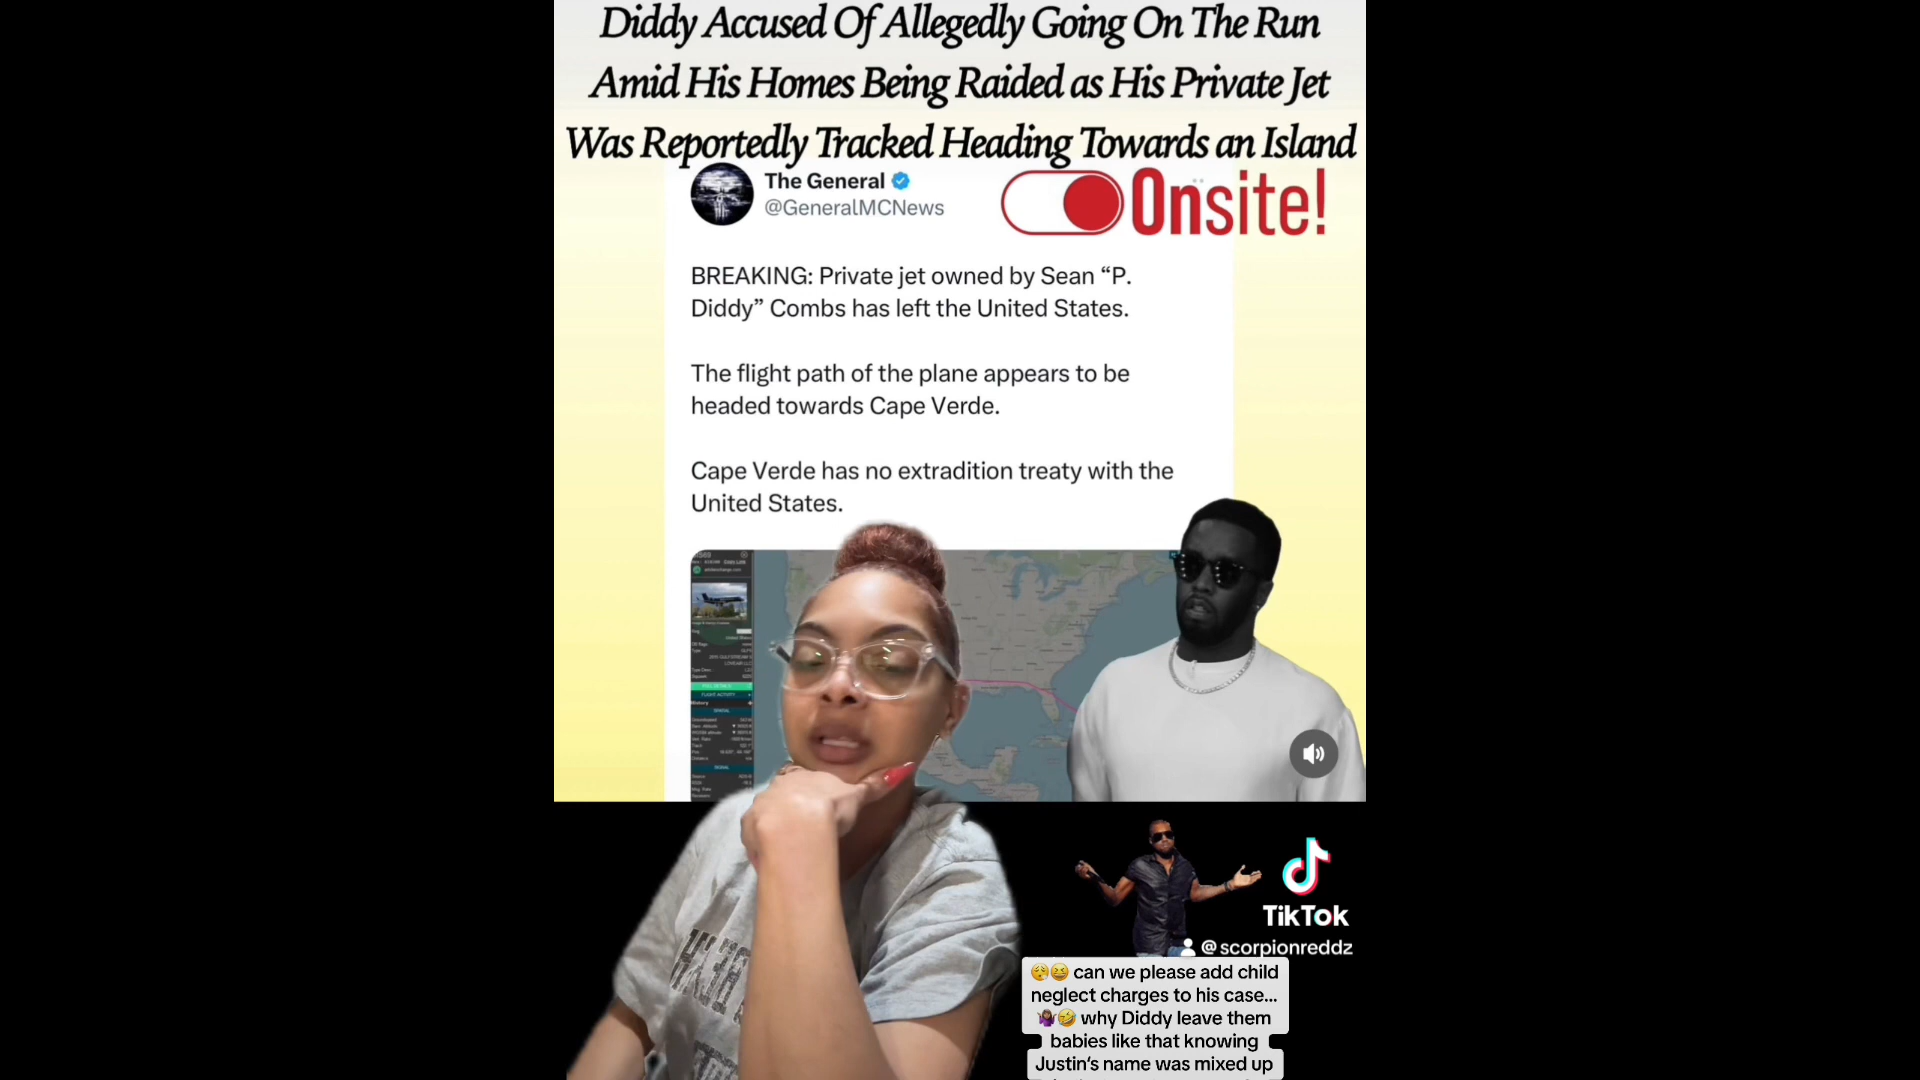 Diddy Accused Of Allegedly Going On The Run
Amid His Homes Being Raided as His Private Jet
Was Reportedly Tracked Heading Towards an Island
The General
@GeneralMCNews
Onsite!
BREAKING: Private jet owned by Sean “P.
Diddy” Combs has left the United States.
The flight path of the plane appears to be
headed towards Cape Verde.
Cape Verde has no extradition treaty with the
United States.
TikTok
@scorpionreddz
😌😆 can we please add child
neglect charges to his case...
🤷🏽‍♀️🤣 why Diddy leave them
babies like that knowing
Justin’s name was mixed up